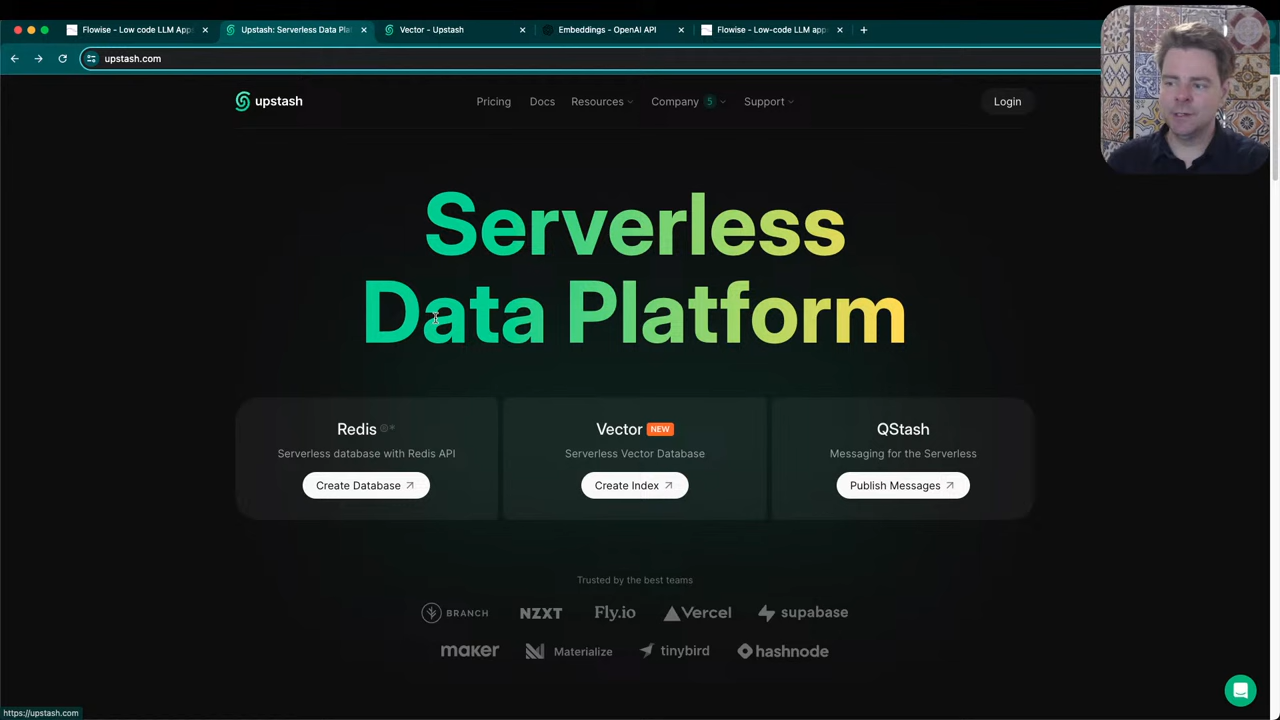 Flowise - Low code LLM Apps
Upstash: Serverless Data Pla
Vector - Upstash
Embeddings - OpenAI API
Flowise - Low-code LLM app
upstash.com
upstash
Pricing
Docs
Resources
Company 5
Support
Login
Serverless
Data Platform
Redis ®*
Serverless database with Redis API
Create Database
Vector NEW
Serverless Vector Database
Create Index
QStash
Messaging for the Serverless
Publish Messages
Trusted by the best teams
BRANCH
NZXT
Fly.io
Vercel
supabase
maker
Materialize
tinybird
hashnode
https://upstash.com